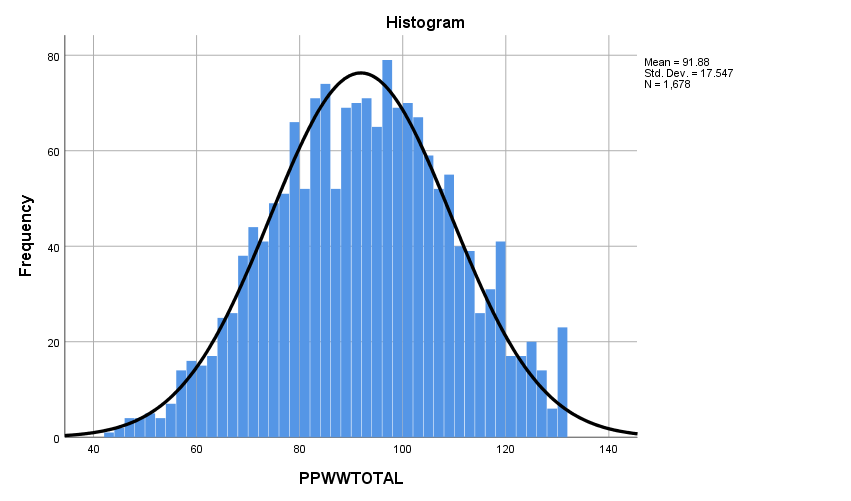 Histogram
Mean = 91.88
Std. Dev. = 17.547
N = 1,678
Frequency
80
60
40
20
0
40 60 80 100 120 140
PPWWTOTAL